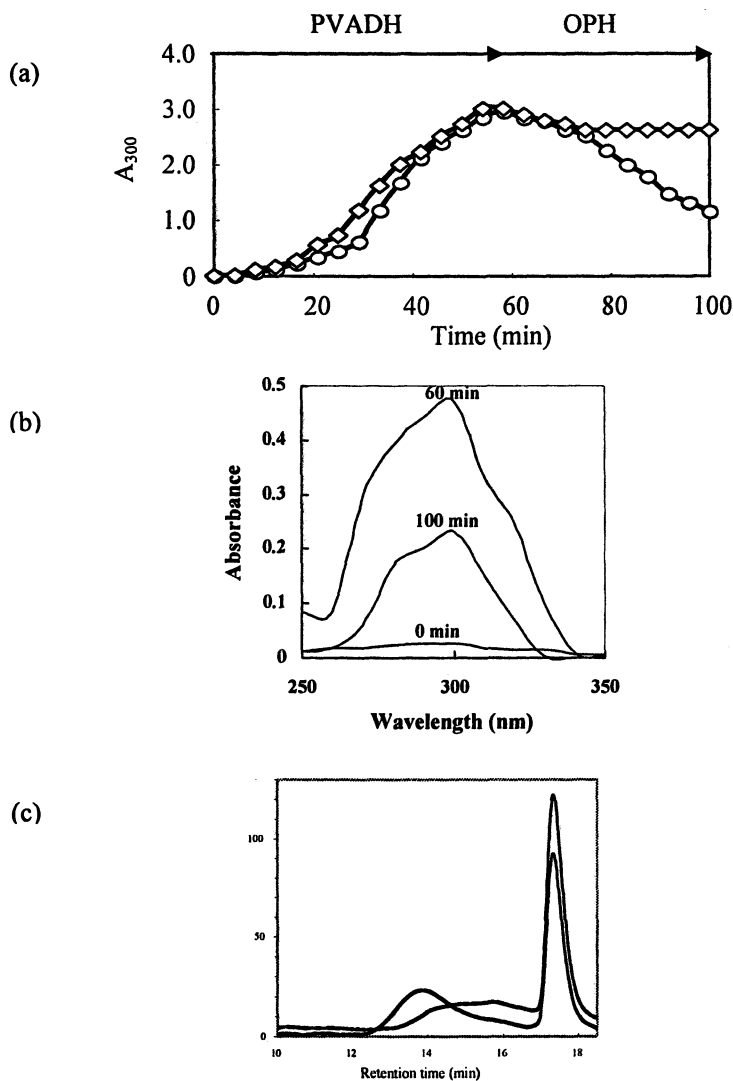 PVADH OPH
(a)
4.0
3.0
2.0
1.0
0
A300
0 20 40 60 80 100
Time (min)
(b)
0.5
0.4
0.3
0.2
0.1
0
Absorbance
60 min
100 min
0 min
250 300 350
Wavelength (nm)
(c)
100
50
0
10 12 14 16 18
Retention time (min)